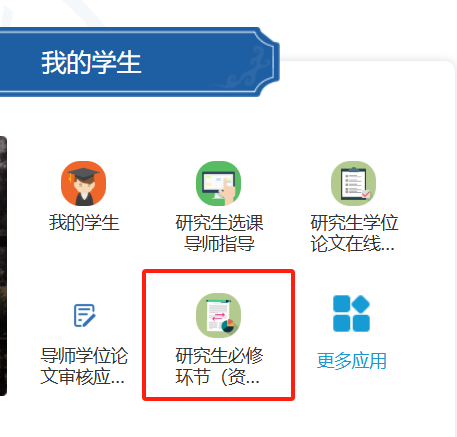 我的学生
我的学生
研究生选课
导师指导
研究生学位
论文在线...
导师学位论
文审核应...
研究生必修
环节（资...
更多应用